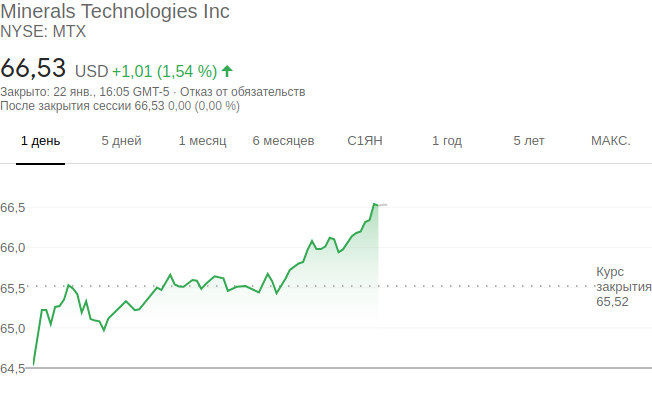 Minerals Technologies Inc
NYSE: MTX
66,53 USD +1,01 (1,54 %)
Закрыто: 22 янв., 16:05 GMT-5 · Отказ от обязательств
После закрытия сессии 66,53 0,00 (0,00 %)
1 день 5 дней 1 месяц 6 месяцев С1ЯН 1 год 5 лет МАКС.
66,5
66,0
65,5
65,0
64,5
Курс
закрытия
65,52